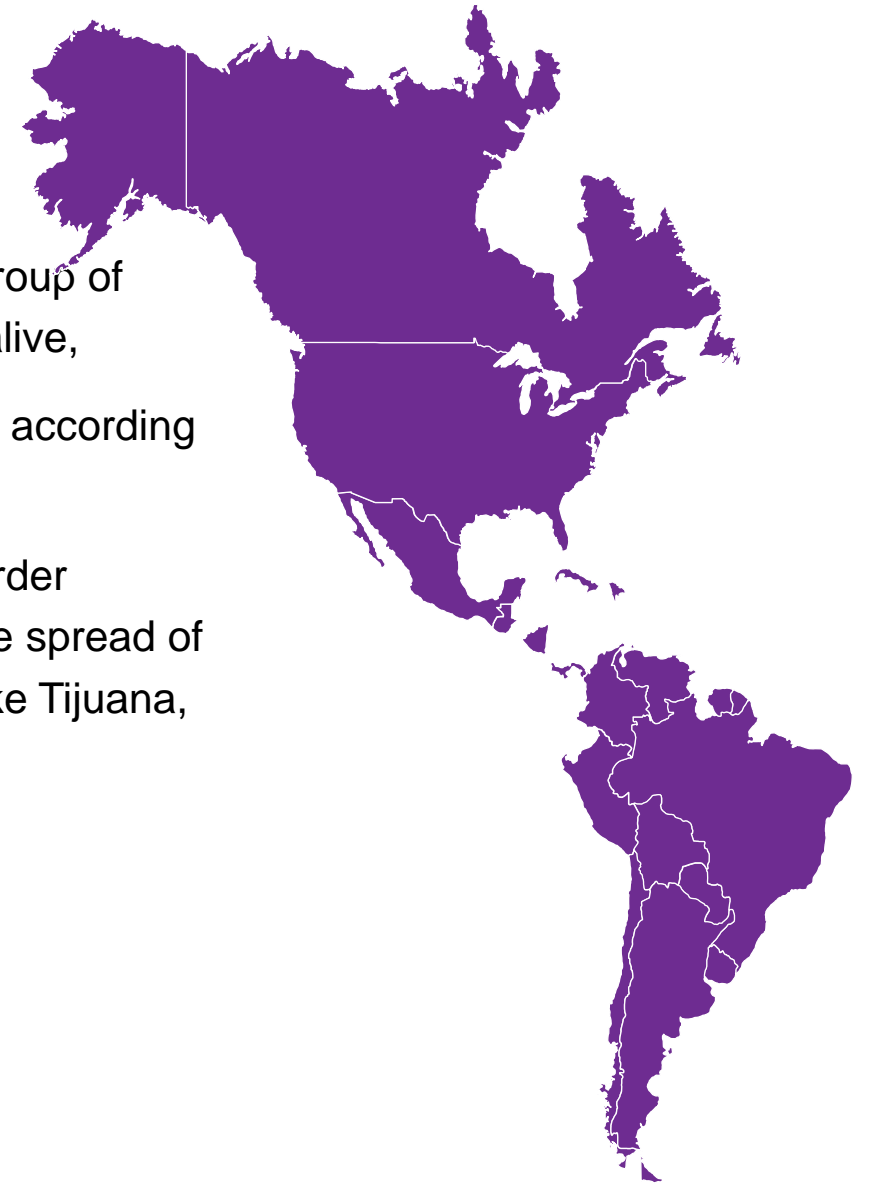 roup of
alive,
according
rder
e spread of
ke Tijuana,